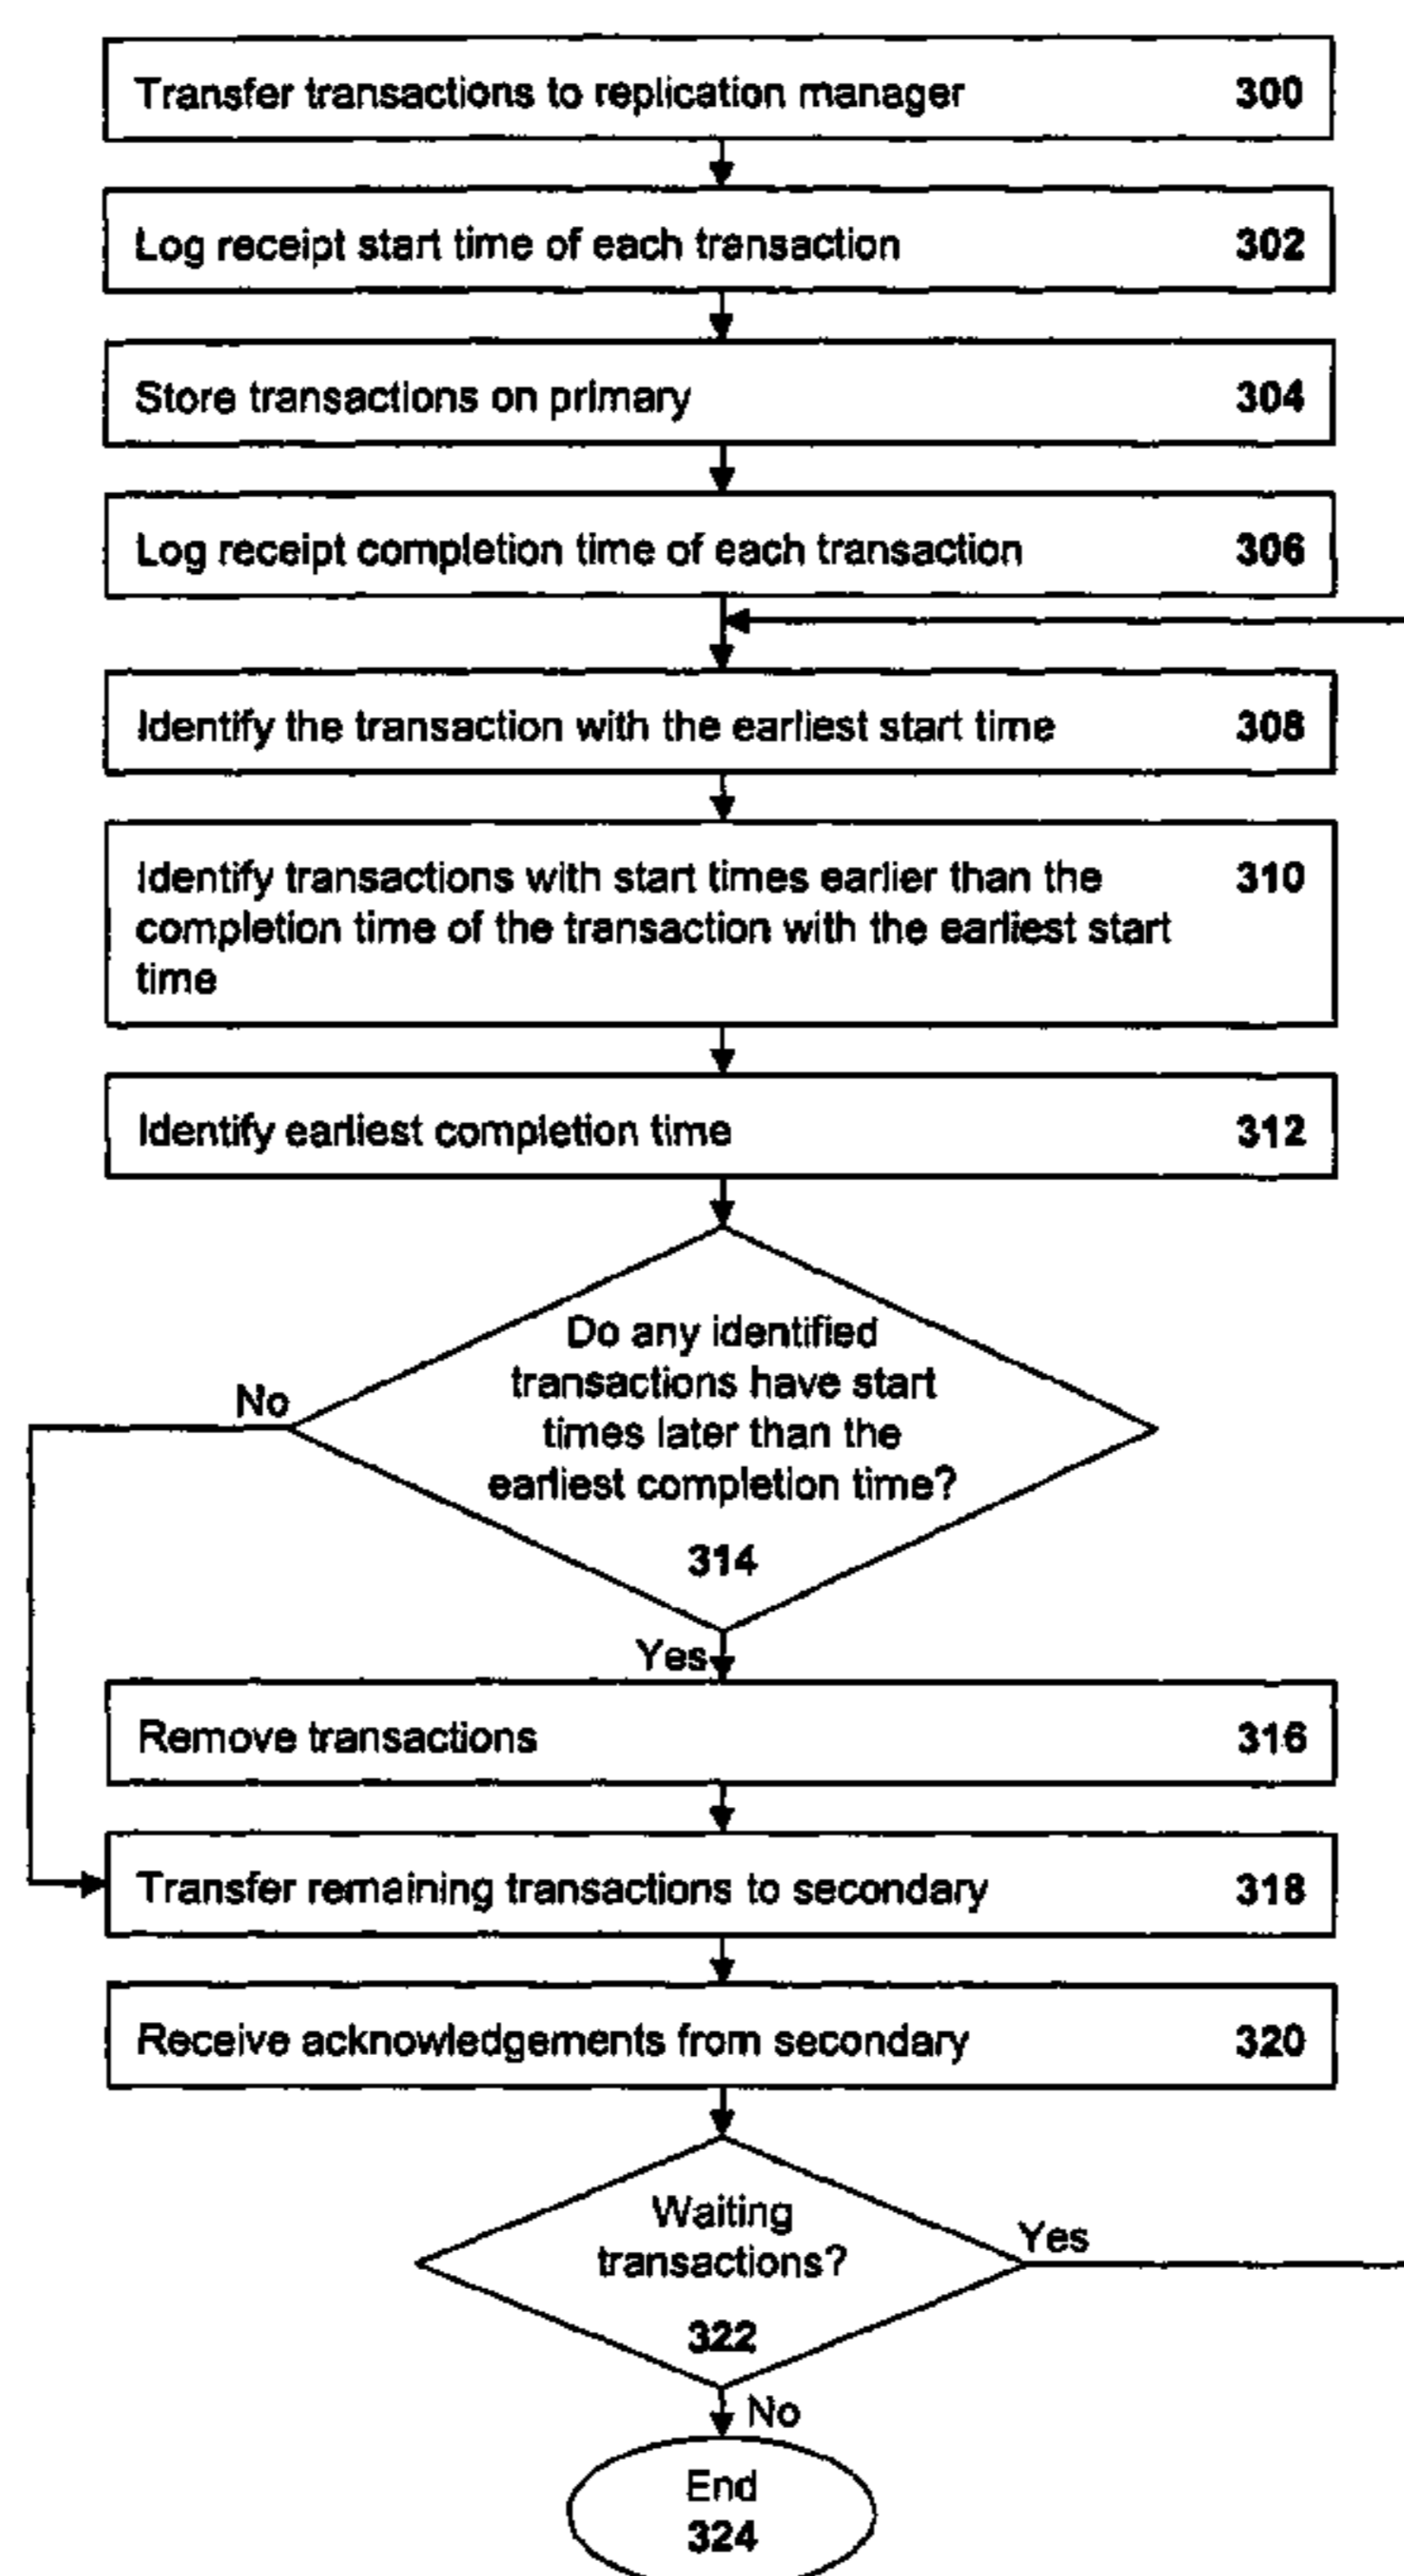 Transfer transactions to replication manager 300
Log receipt start time of each transaction 302
Store transactions on primary 304
Log receipt completion time of each transaction 306
Identify the transaction with the earliest start time 308
Identify transactions with start times earlier than the 310
completion time of the transaction with the earliest start
time
Identify earliest completion time 312
Do any identified
transactions have start
times later than the
earliest completion time?
314
No
Yes
Remove transactions 316
Transfer remaining transactions to secondary 318
Receive acknowledgements from secondary 320
Waiting
transactions?
322
Yes
No
End
324